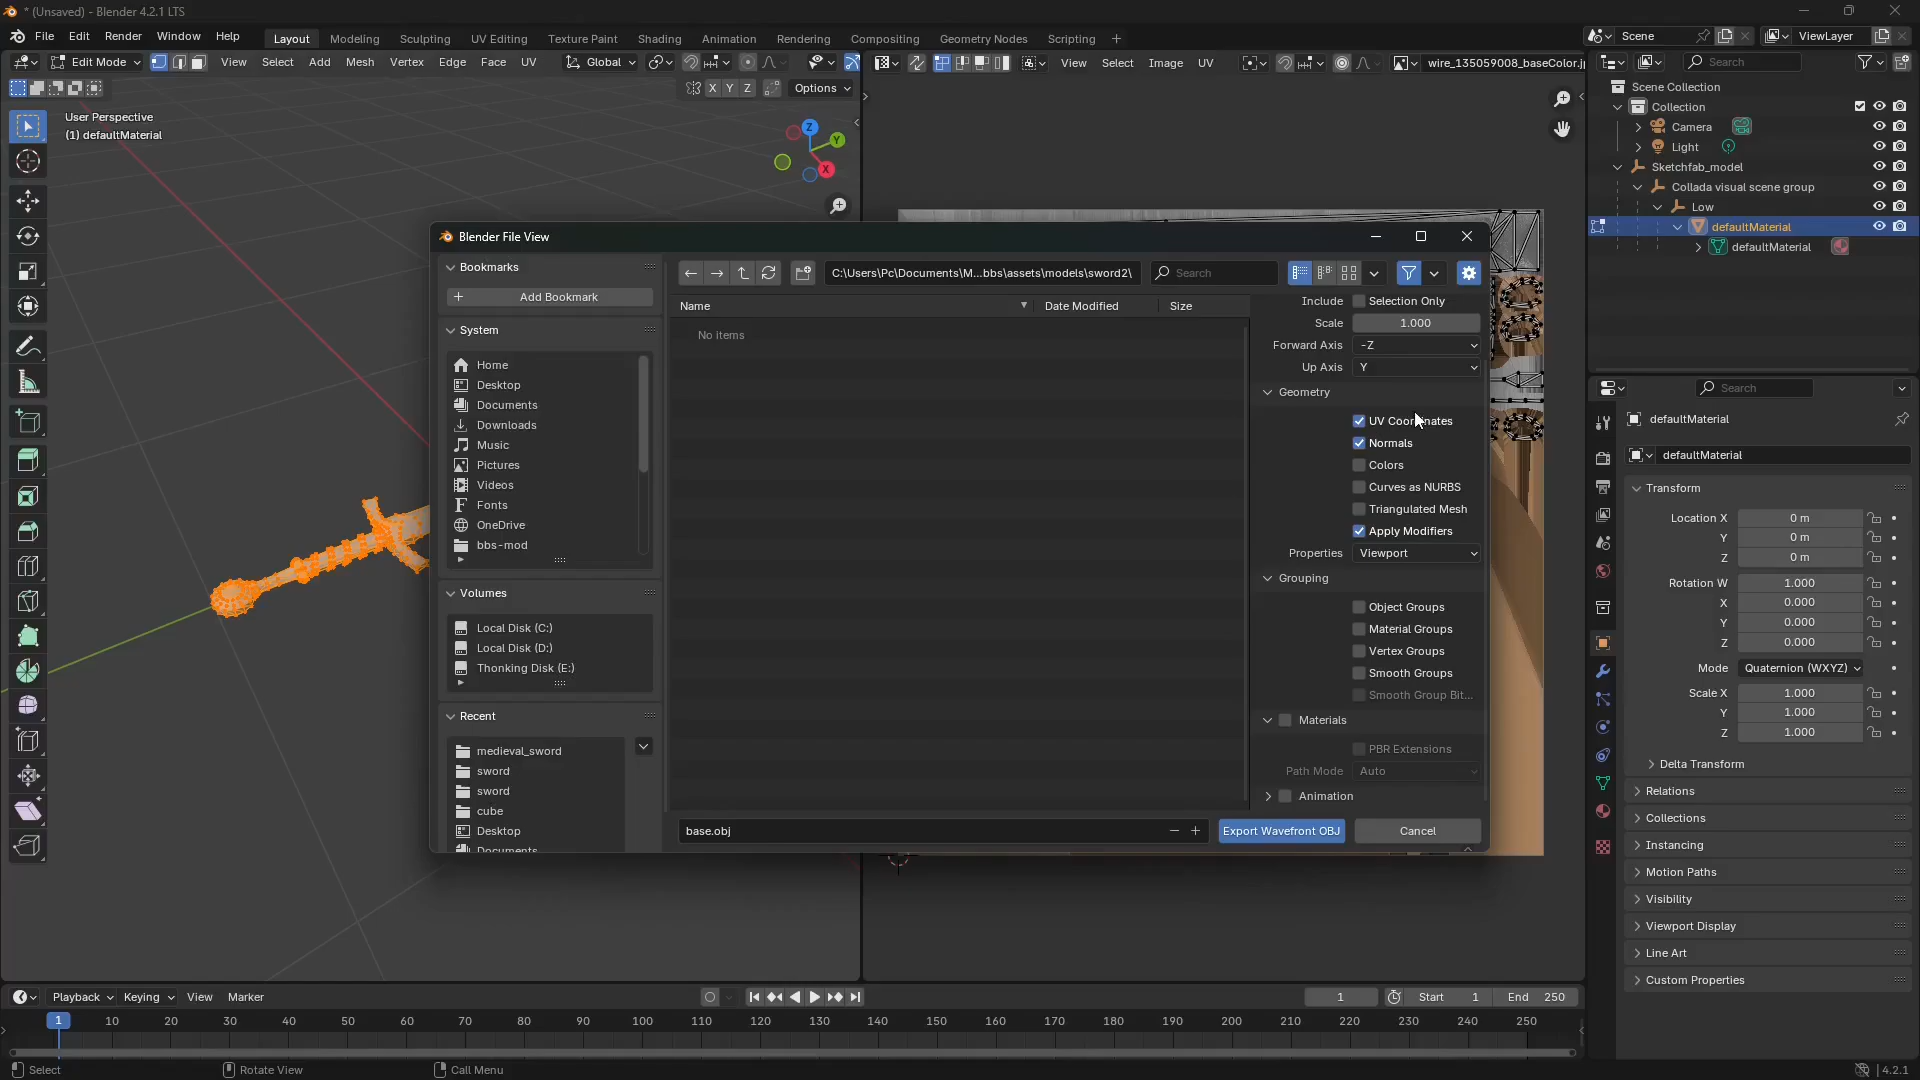 * (Unsaved) - Blender 4.2.1 LTS
File Edit Render Window Help Layout Modeling Sculpting UV Editing Texture Paint Shading Animation Rendering Compositing Geometry Nodes Scripting + Scene ViewLayer
Edit Mode View Select Add Mesh Vertex Edge Face UV Global View Select Image UV wire_135059008_baseColor.j Search
X Y Z Options
User Perspective
(1) defaultMaterial
Z
Y
X
Scene Collection
Collection
Camera
Light
Sketchfab_model
Collada visual scene group
Low
defaultMaterial
defaultMaterial
Blender File View
Bookmarks
+ Add Bookmark
System
Home
Desktop
Documents
Downloads
Music
Pictures
Videos
Fonts
OneDrive
bbs-mod
Volumes
Local Disk (C:)
Local Disk (D:)
Thonking Disk (E:)
Recent
medieval_sword
sword
sword
cube
Desktop
Documents
C:\Users\Pc\Documents\M...bbs\assets\models\sword2\
Search
Name Date Modified Size
No items
Include Selection Only
Scale 1.000
Forward Axis -Z
Up Axis Y
Geometry
UV Coordinates
Normals
Colors
Curves as NURBS
Triangulated Mesh
Apply Modifiers
Properties Viewport
Grouping
Object Groups
Material Groups
Vertex Groups
Smooth Groups
Smooth Group Bit...
Materials
PBR Extensions
Path Mode Auto
Animation
base.obj
Export Wavefront OBJ Cancel
Search
defaultMaterial
defaultMaterial
Transform
Location X 0 m
Y 0 m
Z 0 m
Rotation W 1.000
X 0.000
Y 0.000
Z 0.000
Mode Quaternion (WXYZ)
Scale X 1.000
Y 1.000
Z 1.000
Delta Transform
Relations
Collections
Instancing
Motion Paths
Visibility
Viewport Display
Line Art
Custom Properties
Playback Keying View Marker 1 Start 1 End 250
1 10 20 30 40 50 60 70 80 90 100 110 120 130 140 150 160 170 180 190 200 210 220 230 240 250
Select Rotate View Call Menu 4.2.1